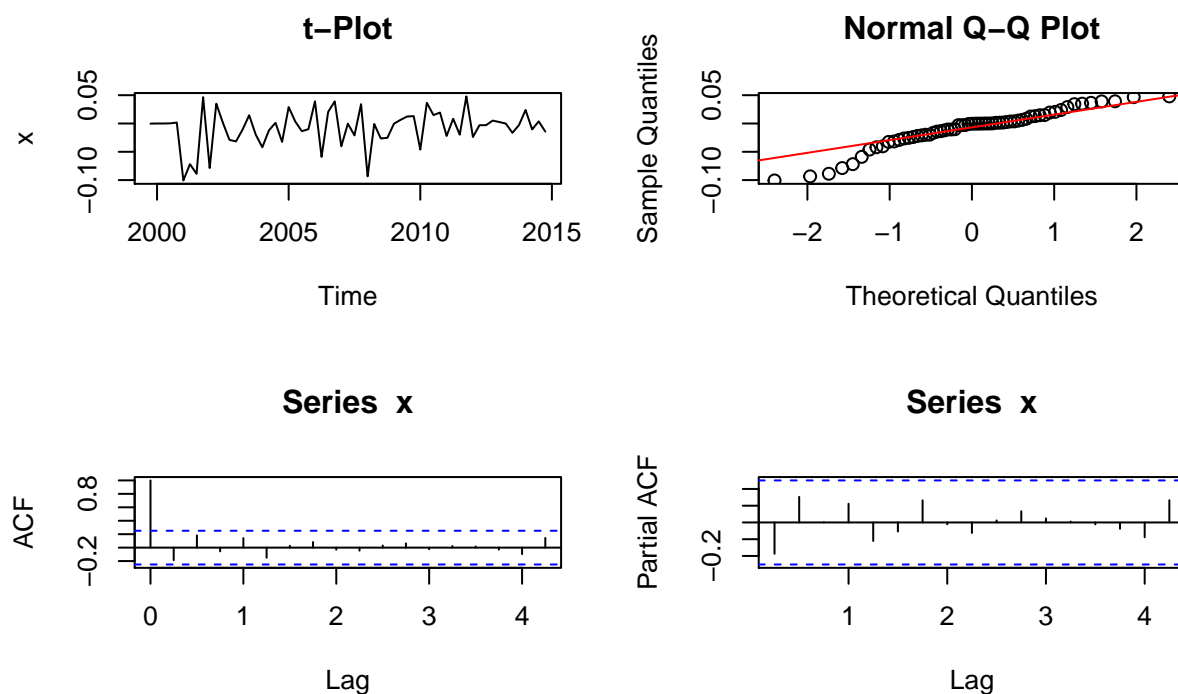 t−Plot
x
0.05
−0.10
2000 2005 2010 2015
Time
Normal Q−Q Plot
Sample Quantiles
0.05
−0.10
−2 −1 0 1 2
Theoretical Quantiles
Series x
ACF
0.8
−0.2
0 1 2 3 4
Lag
Series x
Partial ACF
−0.2
1 2 3 4
Lag